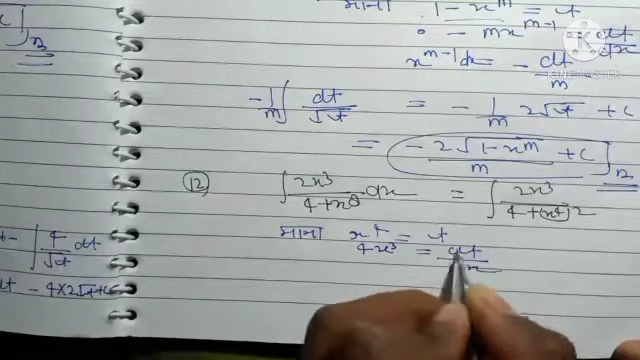 माना 1 - x^m = t
0 - mx^{m-1} = dt/dx
x^{m-1}dx = - dt/m
-1/m ∫ dt/√t = - 1/m 2√t + c
= - 2√(1-x^m)/m + c
(12) ∫ 2x³/(4+x⁸) dx = ∫ 2x³/(4+(x⁴)²)
माना x⁴ = t
4x³ = dt
∫ 4/√t dt
4×2√t+c
KINEMASTER